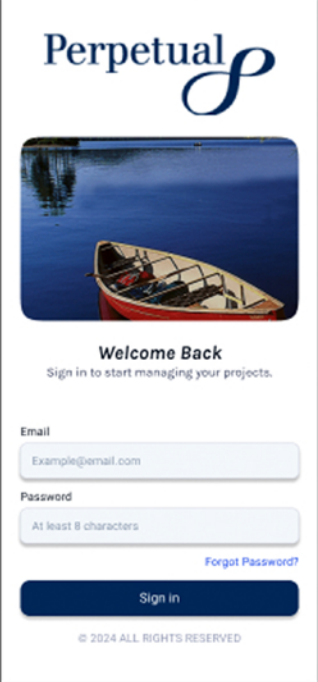 Perpetual
Welcome Back
Sign in to start managing your projects.
Email
Example@email.com
Password
At least 8 characters
Forgot Password?
Sign in
© 2024 ALL RIGHTS RESERVED